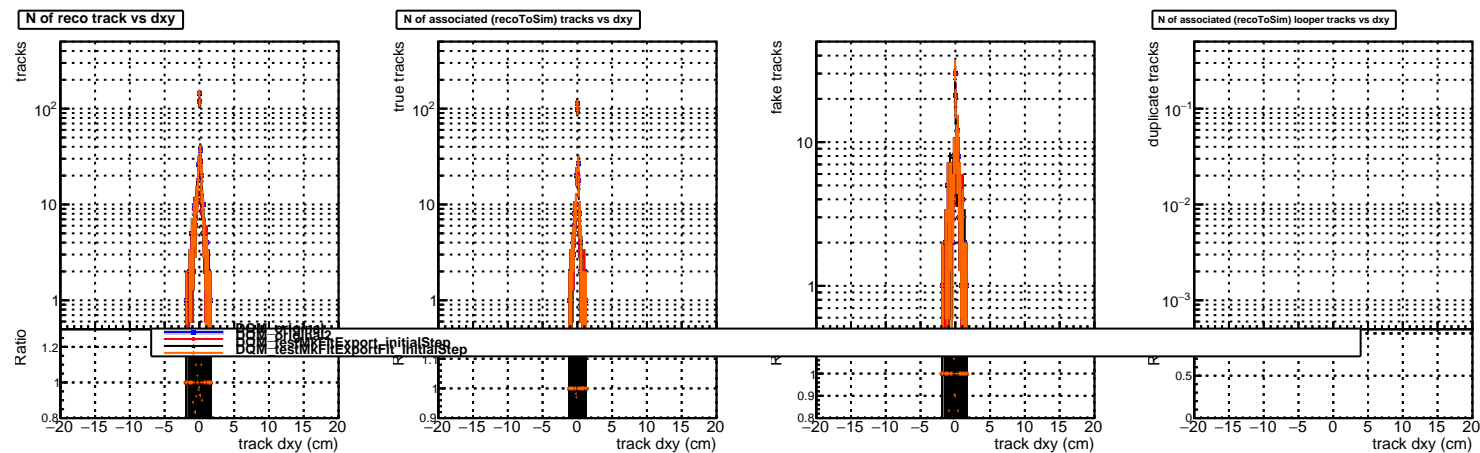 N of reco track vs dxy
tracks
10²
10
1
Ratio
1.2
1
0.8
−20 −15 −10 −5 0 5 10 15 20
track dxy (cm)
N of associated (recoToSim) tracks vs dxy
true tracks
10²
10
1
1.1
1
0.9
−20 −15 −10 −5 0 5 10 15 20
track dxy (cm)
fake tracks
10
1
1
0.9
0.8
−20 −15 −10 −5 0 5 10 15 20
track dxy (cm)
N of associated (recoToSim) looper tracks vs dxy
duplicate tracks
10⁻¹
10⁻²
10⁻³
0.5
0
−20 −15 −10 −5 0 5 10 15 20
track dxy (cm)
DQM_original
DQM_original2
DQM_testMkFitExport_initialStep
DQM_testMkFitExportFit_initialStep